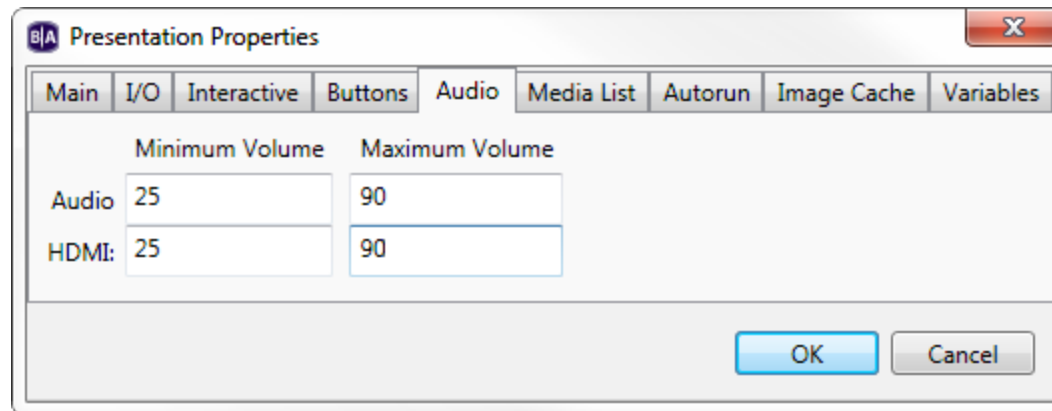 B|A Presentation Properties
Main I/O Interactive Buttons Audio Media List Autorun Image Cache Variables
Minimum Volume Maximum Volume
Audio 25 90
HDMI: 25 90
OK Cancel